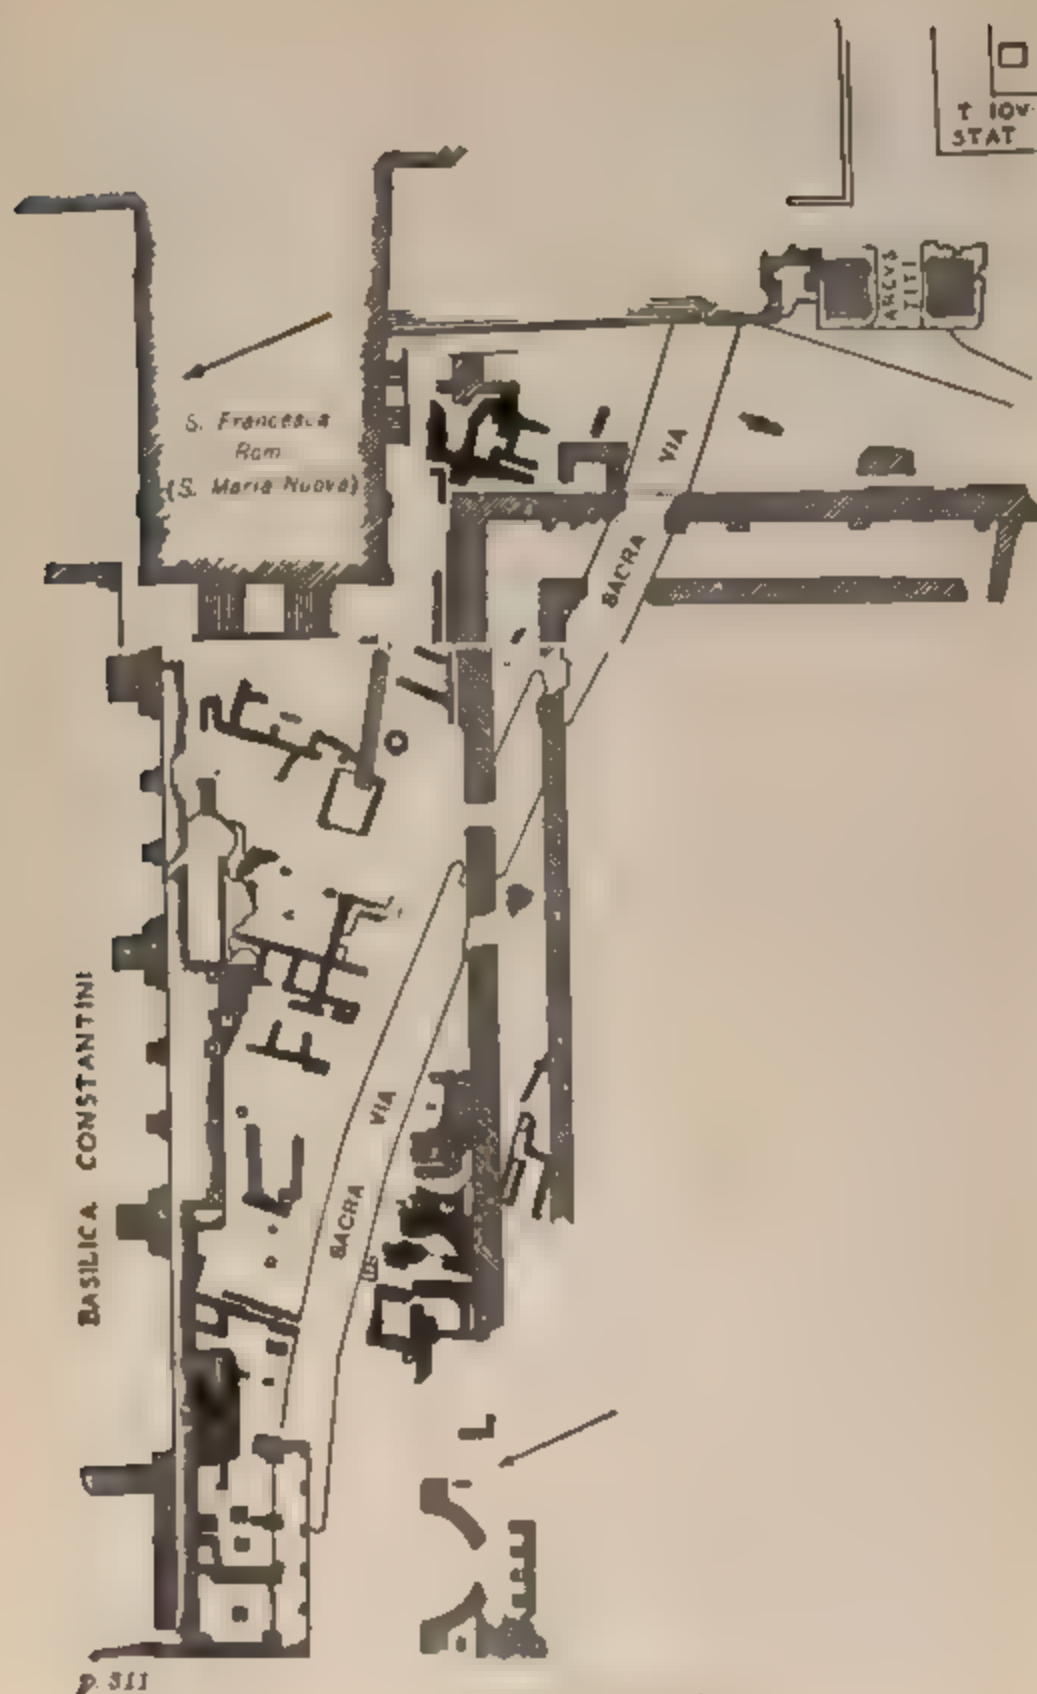 T IOV
STAT
ARCVS
TITI
S. Francesca
Rom
(S. Maria Nuova)
VIA
SACRA
BASILICA CONSTANTINI
VIA
SACRA
p. 311